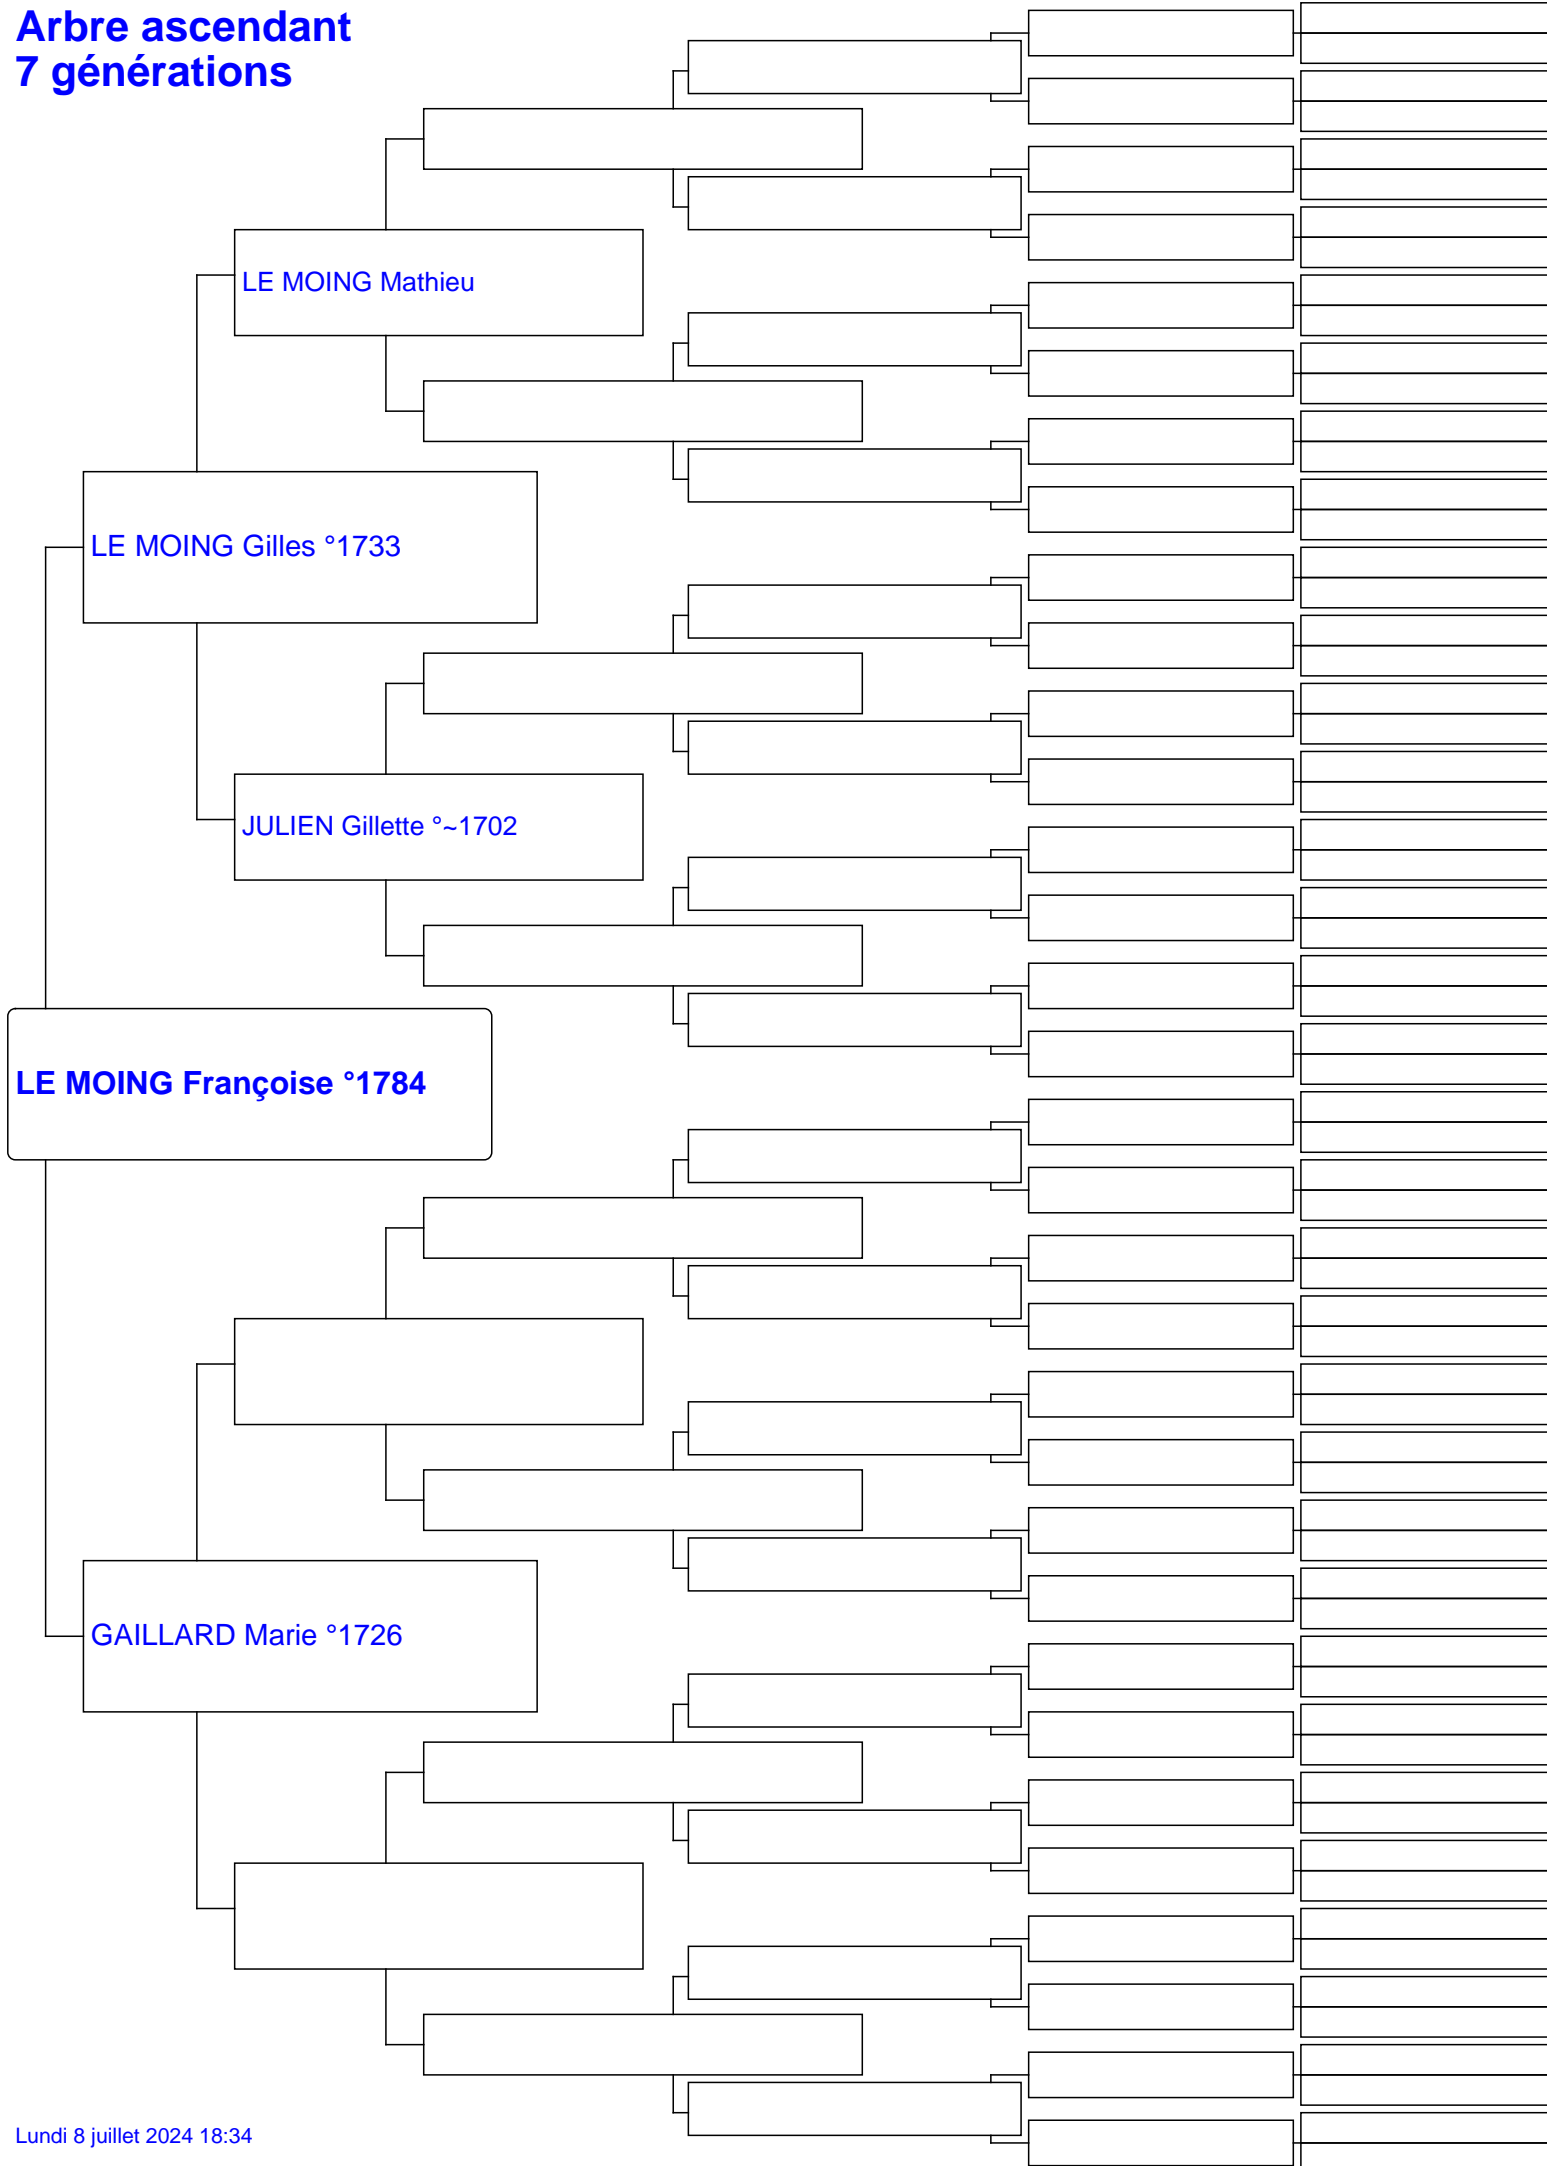 Arbre ascendant
7 générations
LE MOING Mathieu
LE MOING Gilles °1733
JULIEN Gillette °~1702
LE MOING Françoise °1784
GAILLARD Marie °1726
Lundi 8 juillet 2024 18:34